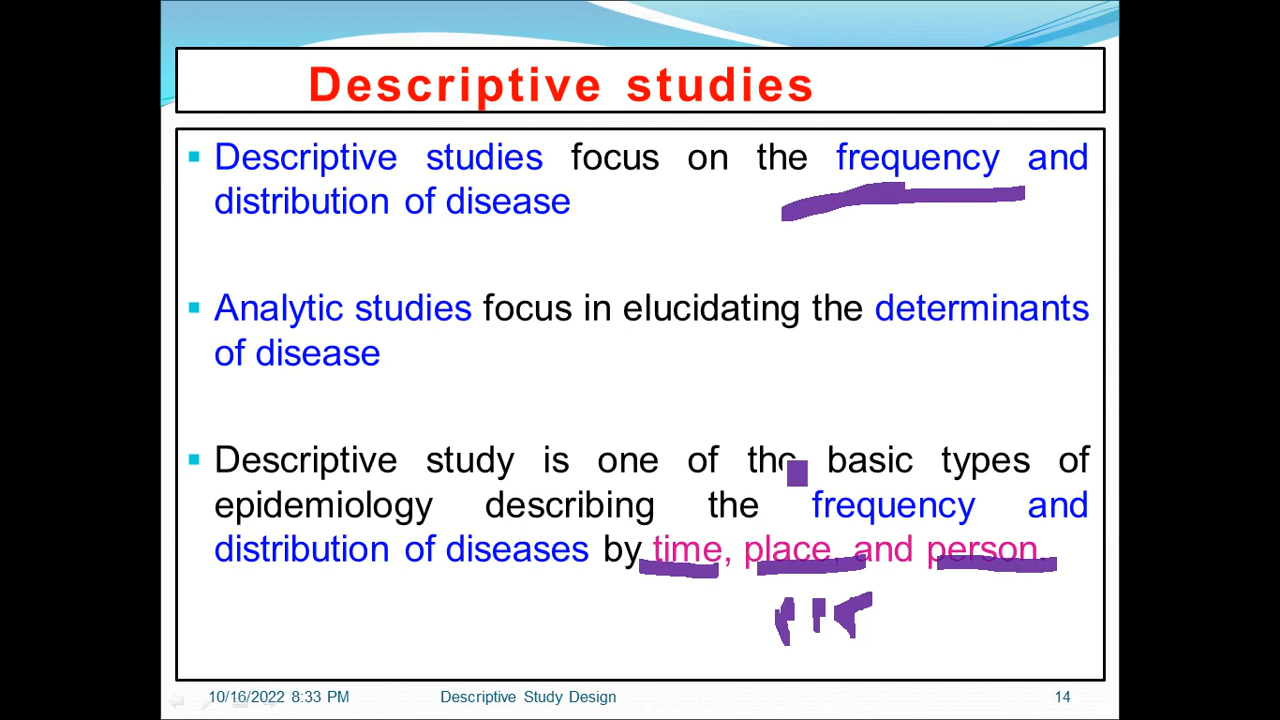 Descriptive studies
Descriptive studies focus on the frequency and
distribution of disease
Analytic studies focus in elucidating the determinants
of disease
Descriptive study is one of the basic types of
epidemiology describing the frequency and
distribution of diseases by time, place, and person.
10/16/2022 8:33 PM Descriptive Study Design 14